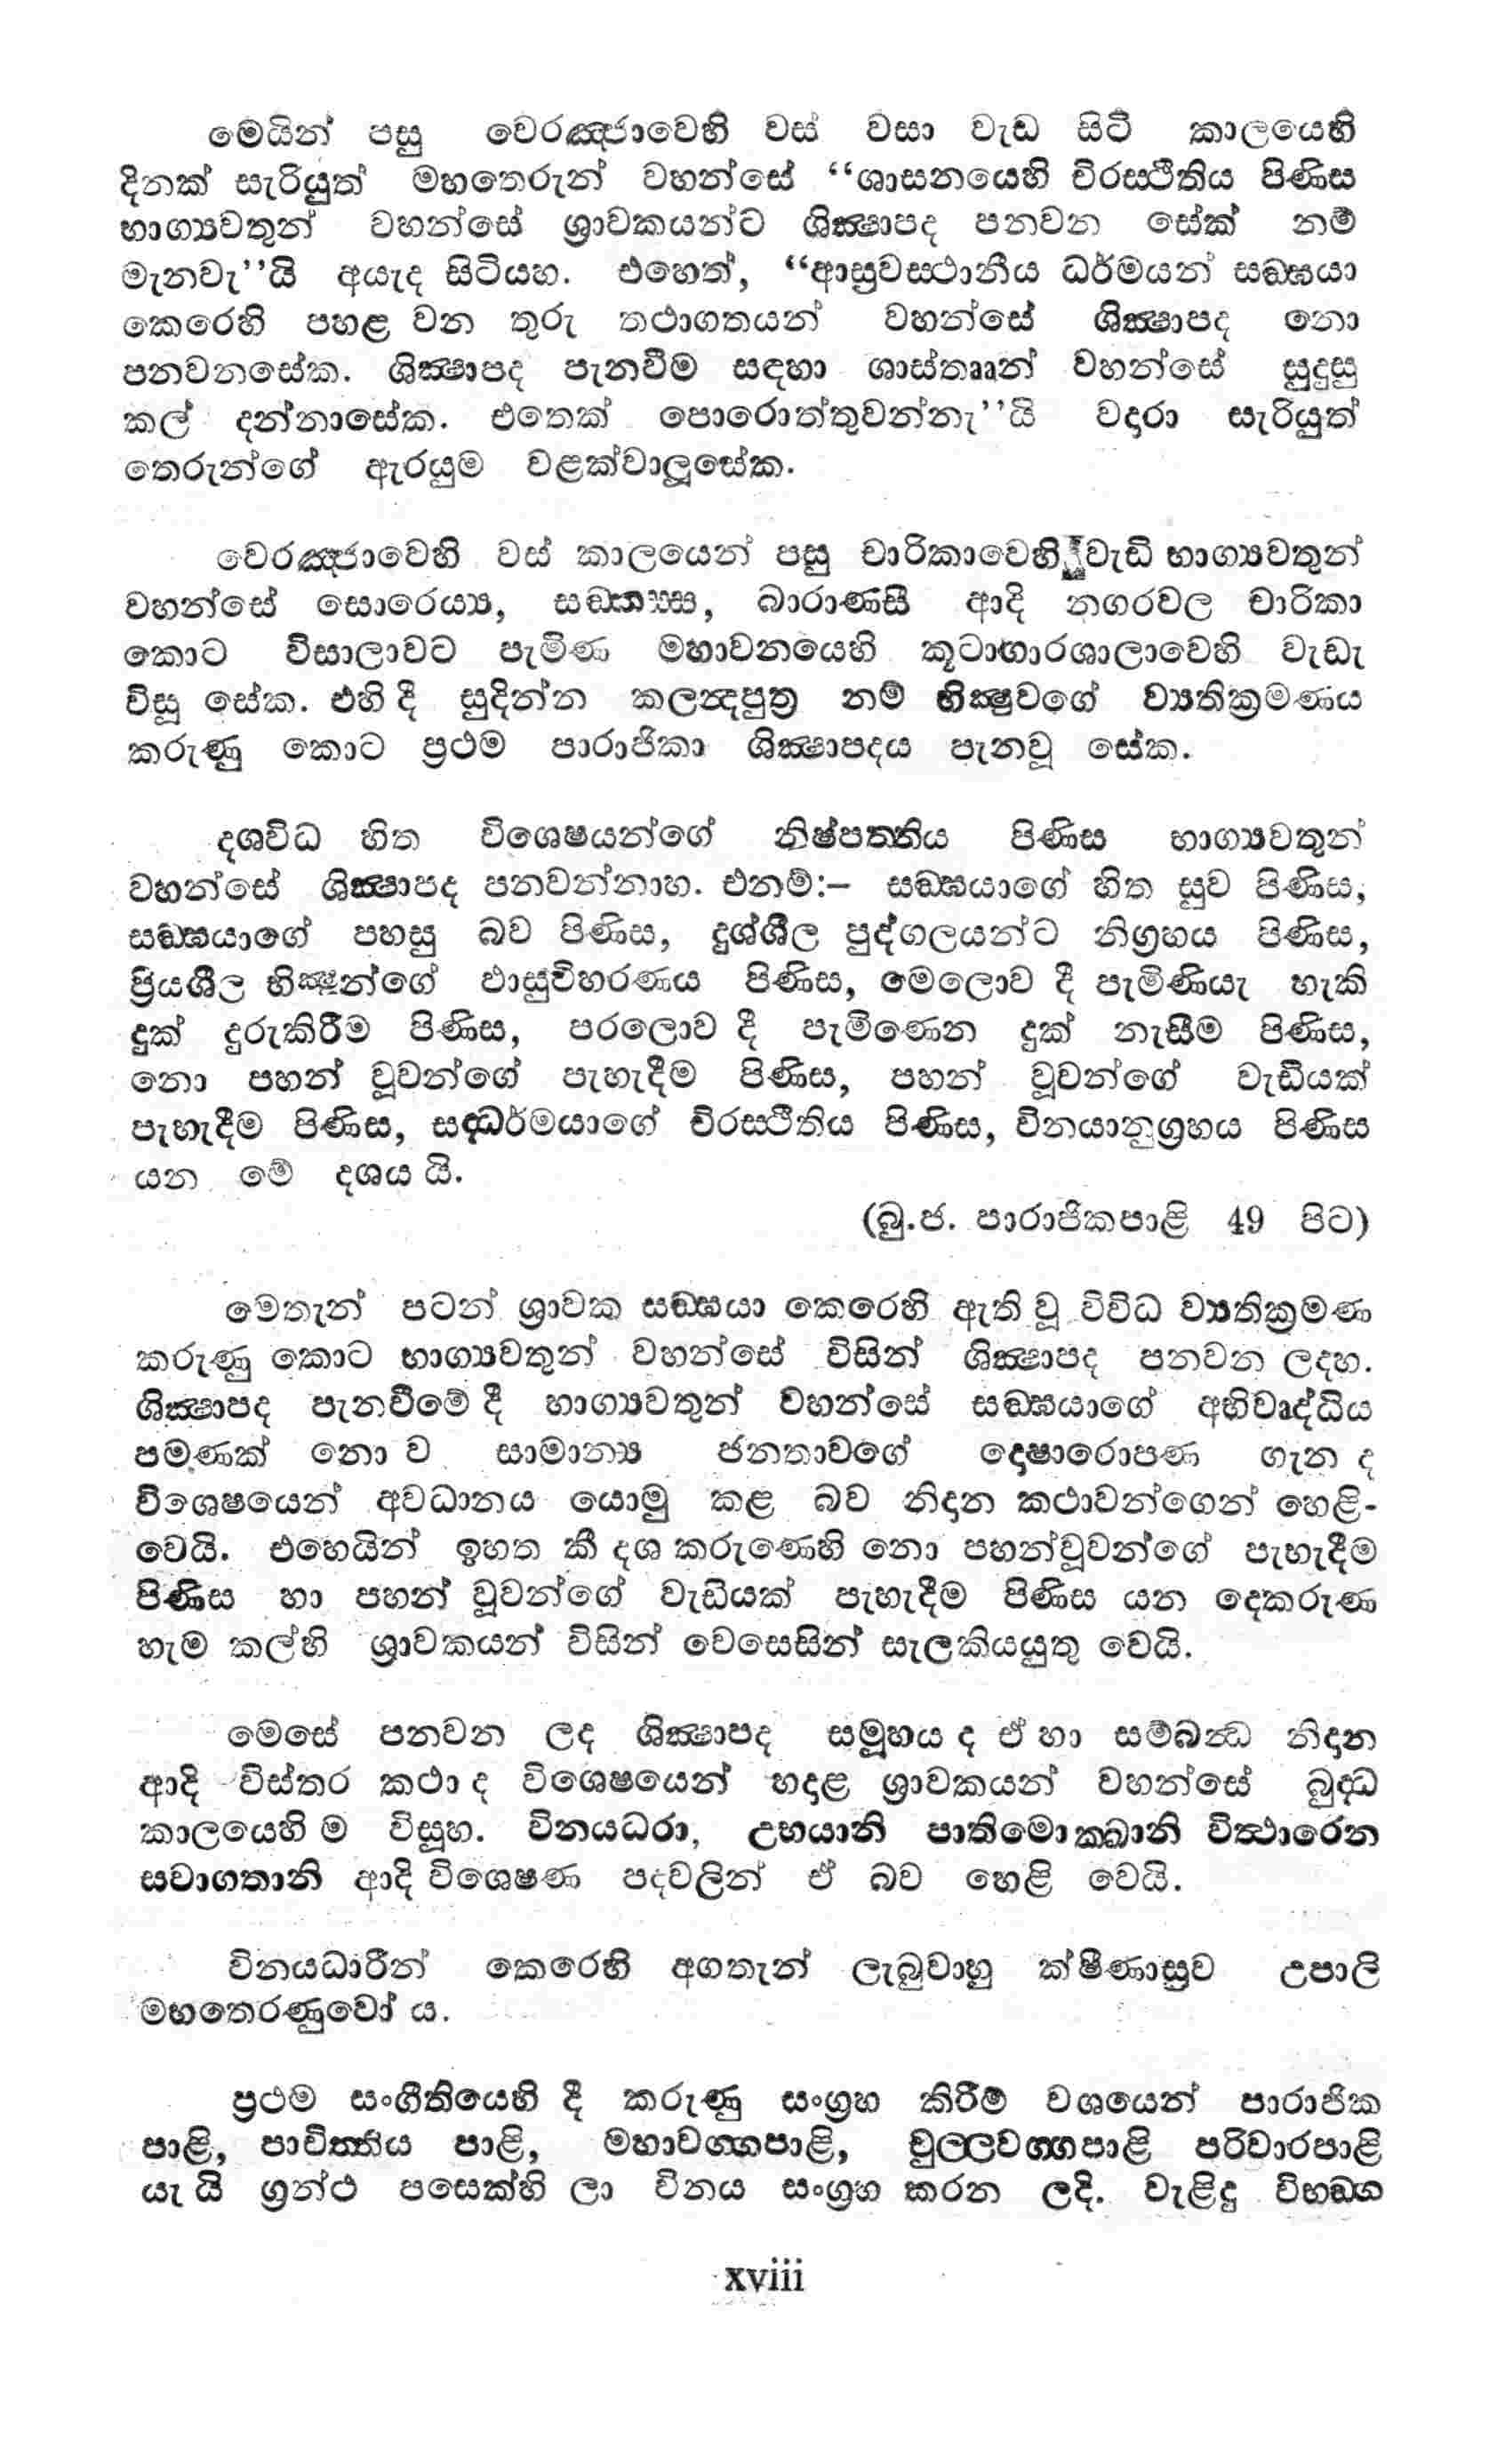 මෙයින් පසු වෙරඤ්ජාවෙහි වස් වසා වැඩ සිටි කාලයෙහි
දිනක් සැරියුත් මහතෙරුන් වහන්සේ “ශාසනයෙහි චිරස්ථිතිය පිණිස
භාග්‍යවතුන් වහන්සේ ශ්‍රාවකයන්ට ශික්‍ෂාපද පනවන සේක් නම්
මැනවැ”යි අයැද සිටියහ. එහෙත්, “ආස්‍රවස්ථානීය ධර්මයන් සඞ්ඝයා
කෙරෙහි පහළ වන තුරු තථාගතයන් වහන්සේ ශික්‍ෂාපද නො
පනවනසේක. ශික්‍ෂාපද පැනවීම සඳහා ශාස්තෲන් වහන්සේ සුදුසු
කල් දන්නාසේක. එතෙක් පොරොත්තුවන්නැ”යි වදාරා සැරියුත්
තෙරුන්ගේ ඇරයුම වළක්වාලූසේක.
වෙරඤ්ජාවෙහි වස් කාලයෙන් පසු චාරිකාවෙහි වැඩි භාග්‍යවතුන්
වහන්සේ සොරෙය්‍ය, සඞ්කස්ස, බාරාණසී ආදි නගරවල චාරිකා
කොට විසාලාවට පැමිණ මහාවනයෙහි කූටාගාරශාලාවෙහි වැඩැ
විසූ සේක. එහි දී සුදින්න කලන්‍දපුත්‍ර නම් භික්‍ෂුවගේ ව්‍යතික්‍රමණය
කරුණු කොට ප්‍රථම පාරාජිකා ශික්‍ෂාපදය පැනවූ සේක.
දශවිධ හිත විශෙෂයන්ගේ නිෂ්පත්තිය පිණිස භාග්‍යවතුන්
වහන්සේ ශික්‍ෂාපද පනවන්නාහ. එනම්:– සඞ්ඝයාගේ හිත සුව පිණිස,
සඞ්ඝයාගේ පහසු බව පිණිස, දුශ්ශීල පුද්ගලයන්ට නිග්‍රහය පිණිස,
ප්‍රියශීල භික්‍ෂූන්ගේ ඵාසුවිහරණය පිණිස, මෙලොව දී පැමිණියැ හැකි
දුක් දුරුකිරීම පිණිස, පරලොව දී පැමිණෙන දුක් නැසීම පිණිස,
නො පහන් වූවන්ගේ පැහැදීම පිණිස, පහන් වූවන්ගේ වැඩියක්
පැහැදීම පිණිස, සද්ධර්මයාගේ චිරස්ථිතිය පිණිස, විනයානුග්‍රහය පිණිස
යන මේ දශය යි.
(බු.ජ. පාරාජිකපාළි 49 පිට)
මෙතැන් පටන් ශ්‍රාවක සඞ්ඝයා කෙරෙහි ඇති වූ විවිධ ව්‍යතික්‍රමණ
කරුණු කොට භාග්‍යවතුන් වහන්සේ විසින් ශික්‍ෂාපද පනවන ලදහ.
ශික්‍ෂාපද පැනවීමේ දී භාග්‍යවතුන් වහන්සේ සඞ්ඝයාගේ අභිවෘද්ධිය
පමණක් නො ව සාමාන්‍ය ජනතාවගේ දොෂාරොපණ ගැන ද
විශෙෂයෙන් අවධානය යොමු කළ බව නිදාන කථාවන්ගෙන් හෙළි-
වෙයි. එහෙයින් ඉහත කී දශ කරුණෙහි නො පහන්වූවන්ගේ පැහැදීම
පිණිස හා පහන් වූවන්ගේ වැඩියක් පැහැදීම පිණිස යන දෙකරුණ
හැම කල්හි ශ්‍රාවකයන් විසින් වෙසෙසින් සැලකියයුතු වෙයි.
මෙසේ පනවන ලද ශික්‍ෂාපද සමූහය ද ඒ හා සම්බන්‍ධ නිදාන
ආදි විස්තර කථා ද විශෙෂයෙන් හදාළ ශ්‍රාවකයන් වහන්සේ බුද්ධ
කාලයෙහි ම විසූහ. විනයධරා, උභයානි පාතිමොක්ඛානි විත්ථාරෙන
ස්වාගතානි ආදි විශෙෂණ පදවලින් ඒ බව හෙළි වෙයි.
විනයධාරීන් කෙරෙහි අගතැන් ලැබුවාහු ක්ෂීණාස්‍රව උපාලි
මහතෙරණුවෝ ය.
ප්‍රථම සංගීතියෙහි දී කරුණු සංග්‍රහ කිරීම් වශයෙන් පාරාජික
පාළි, පාචිත්තිය පාළි, මහාවග්ගපාළි, චුල්ලවග්ගපාළි පරිවාරපාළි
යැ යි ග්‍රන්ථ පසෙක්හි ලා විනය සංග්‍රහ කරන ලදි. වැළිදු විභඞ්ග
xviii